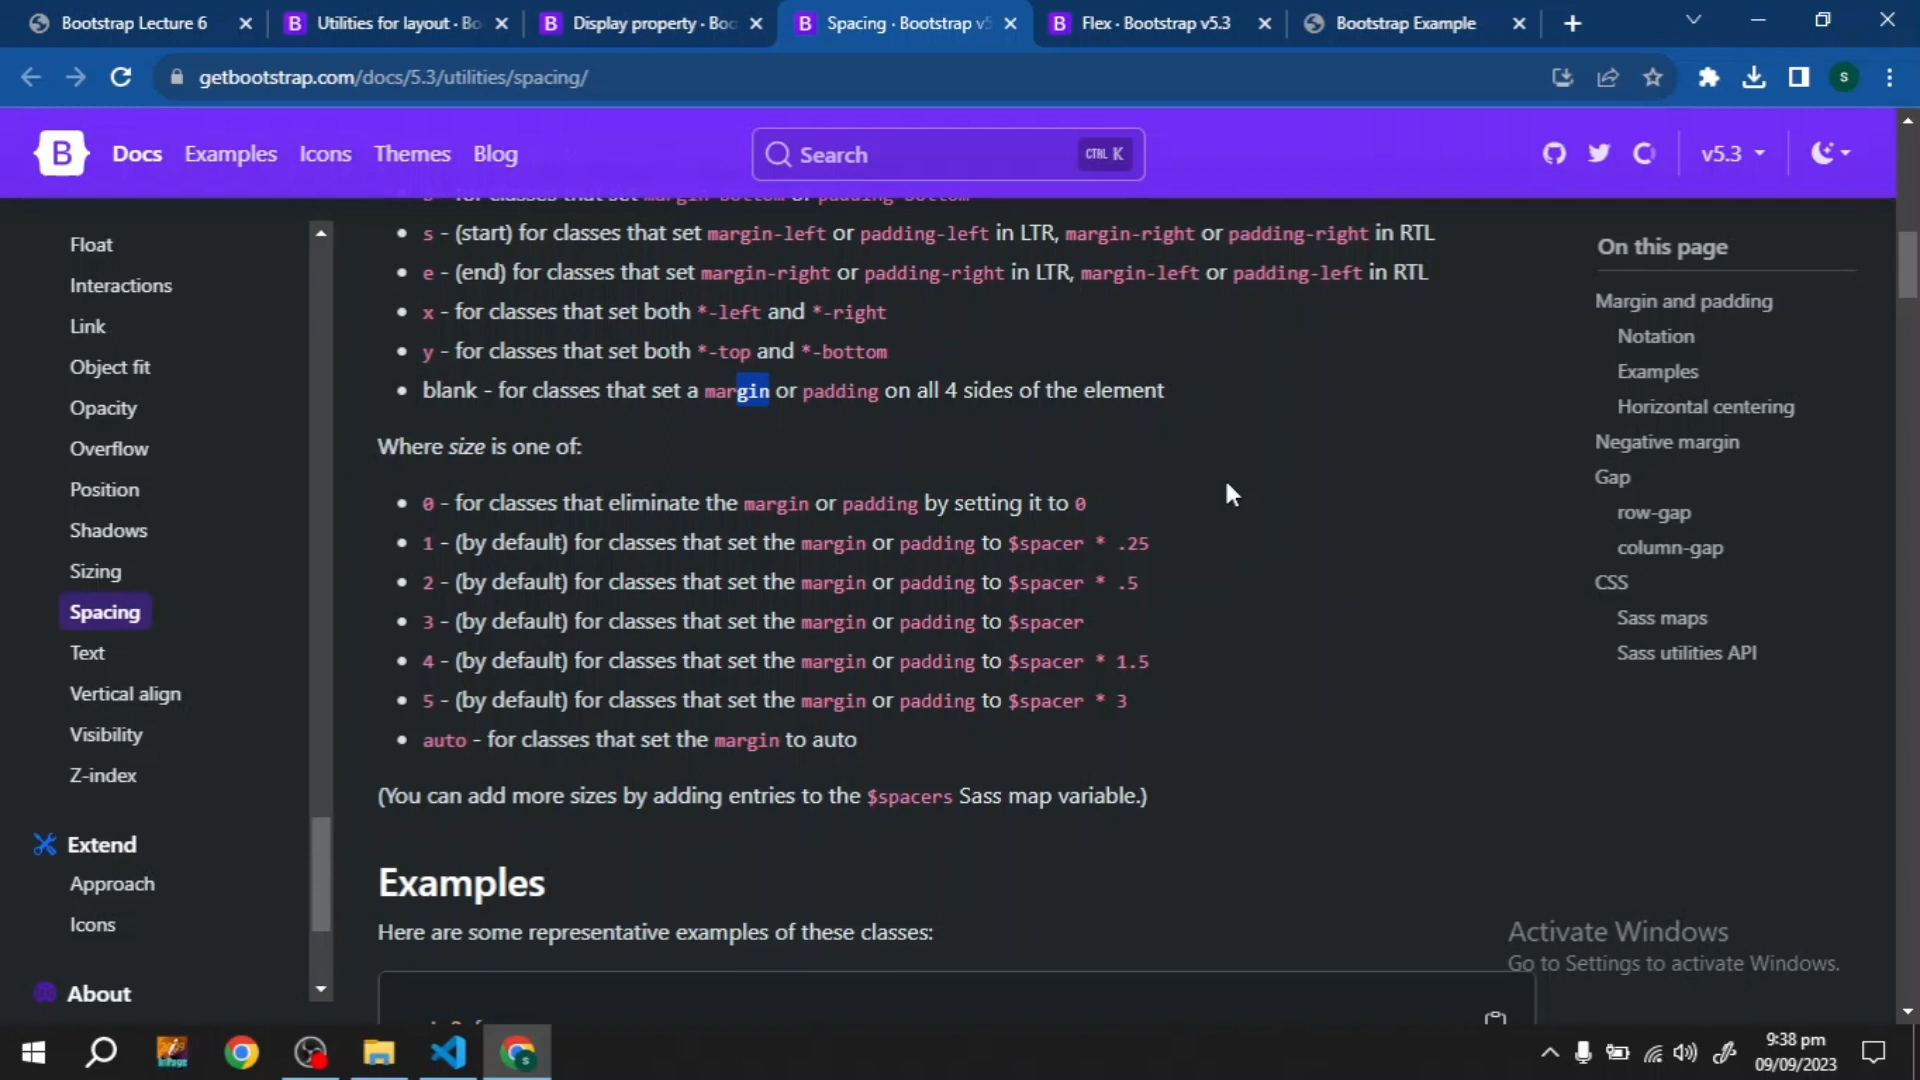 Bootstrap Lecture 6
Utilities for layout · Bo
Display property · Boo
Spacing · Bootstrap v5
Flex · Bootstrap v5.3
Bootstrap Example
getbootstrap.com/docs/5.3/utilities/spacing/
S
B
Docs
Examples
Icons
Themes
Blog
Search
CTRL K
v5.3
Float
Interactions
Link
Object fit
Opacity
Overflow
Position
Shadows
Sizing
Spacing
Text
Vertical align
Visibility
Z-index
Extend
Approach
Icons
About
b - for classes that set margin-bottom or padding-bottom
s - (start) for classes that set margin-left or padding-left in LTR, margin-right or padding-right in RTL
e - (end) for classes that set margin-right or padding-right in LTR, margin-left or padding-left in RTL
x - for classes that set both *-left and *-right
y - for classes that set both *-top and *-bottom
blank - for classes that set a margin or padding on all 4 sides of the element
Where size is one of:
0 - for classes that eliminate the margin or padding by setting it to 0
1 - (by default) for classes that set the margin or padding to $spacer * .25
2 - (by default) for classes that set the margin or padding to $spacer * .5
3 - (by default) for classes that set the margin or padding to $spacer
4 - (by default) for classes that set the margin or padding to $spacer * 1.5
5 - (by default) for classes that set the margin or padding to $spacer * 3
auto - for classes that set the margin to auto
(You can add more sizes by adding entries to the $spacers Sass map variable.)
Examples
Here are some representative examples of these classes:
On this page
Margin and padding
Notation
Examples
Horizontal centering
Negative margin
Gap
row-gap
column-gap
CSS
Sass maps
Sass utilities API
Activate Windows
Go to Settings to activate Windows.
9:38 pm
09/09/2023